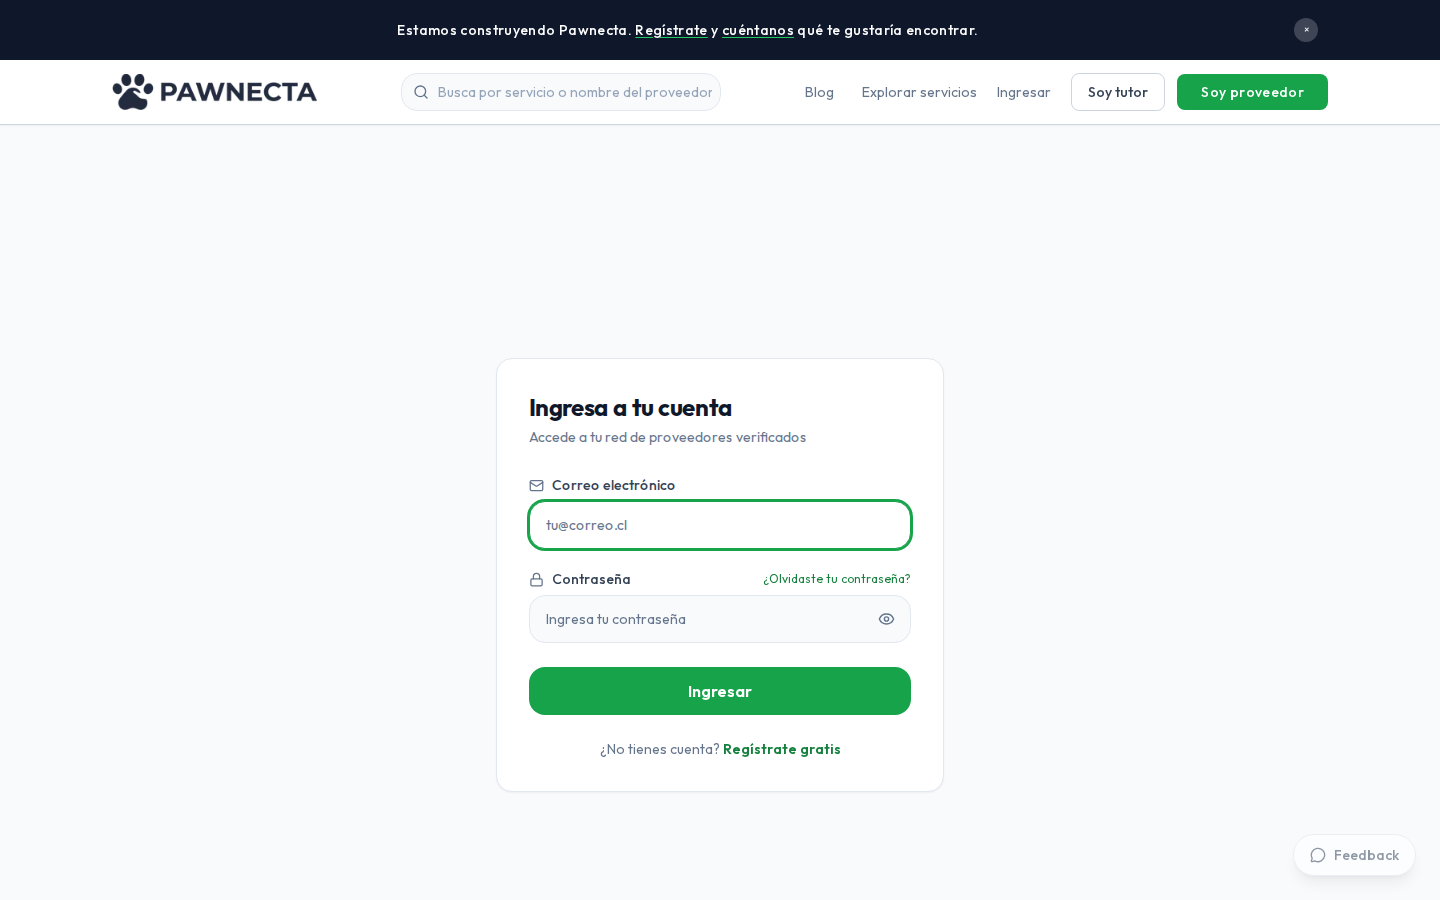 Estamos construyendo Pawnecta. Regístrate y cuéntanos qué te gustaría encontrar.
×
PAWNECTA
Busca por servicio o nombre del proveedor
Blog
Explorar servicios
Ingresar
Soy tutor
Soy proveedor
Ingresa a tu cuenta
Accede a tu red de proveedores verificados
Correo electrónico
tu@correo.cl
Contraseña
¿Olvidaste tu contraseña?
Ingresa tu contraseña
Ingresar
¿No tienes cuenta? Regístrate gratis
Feedback